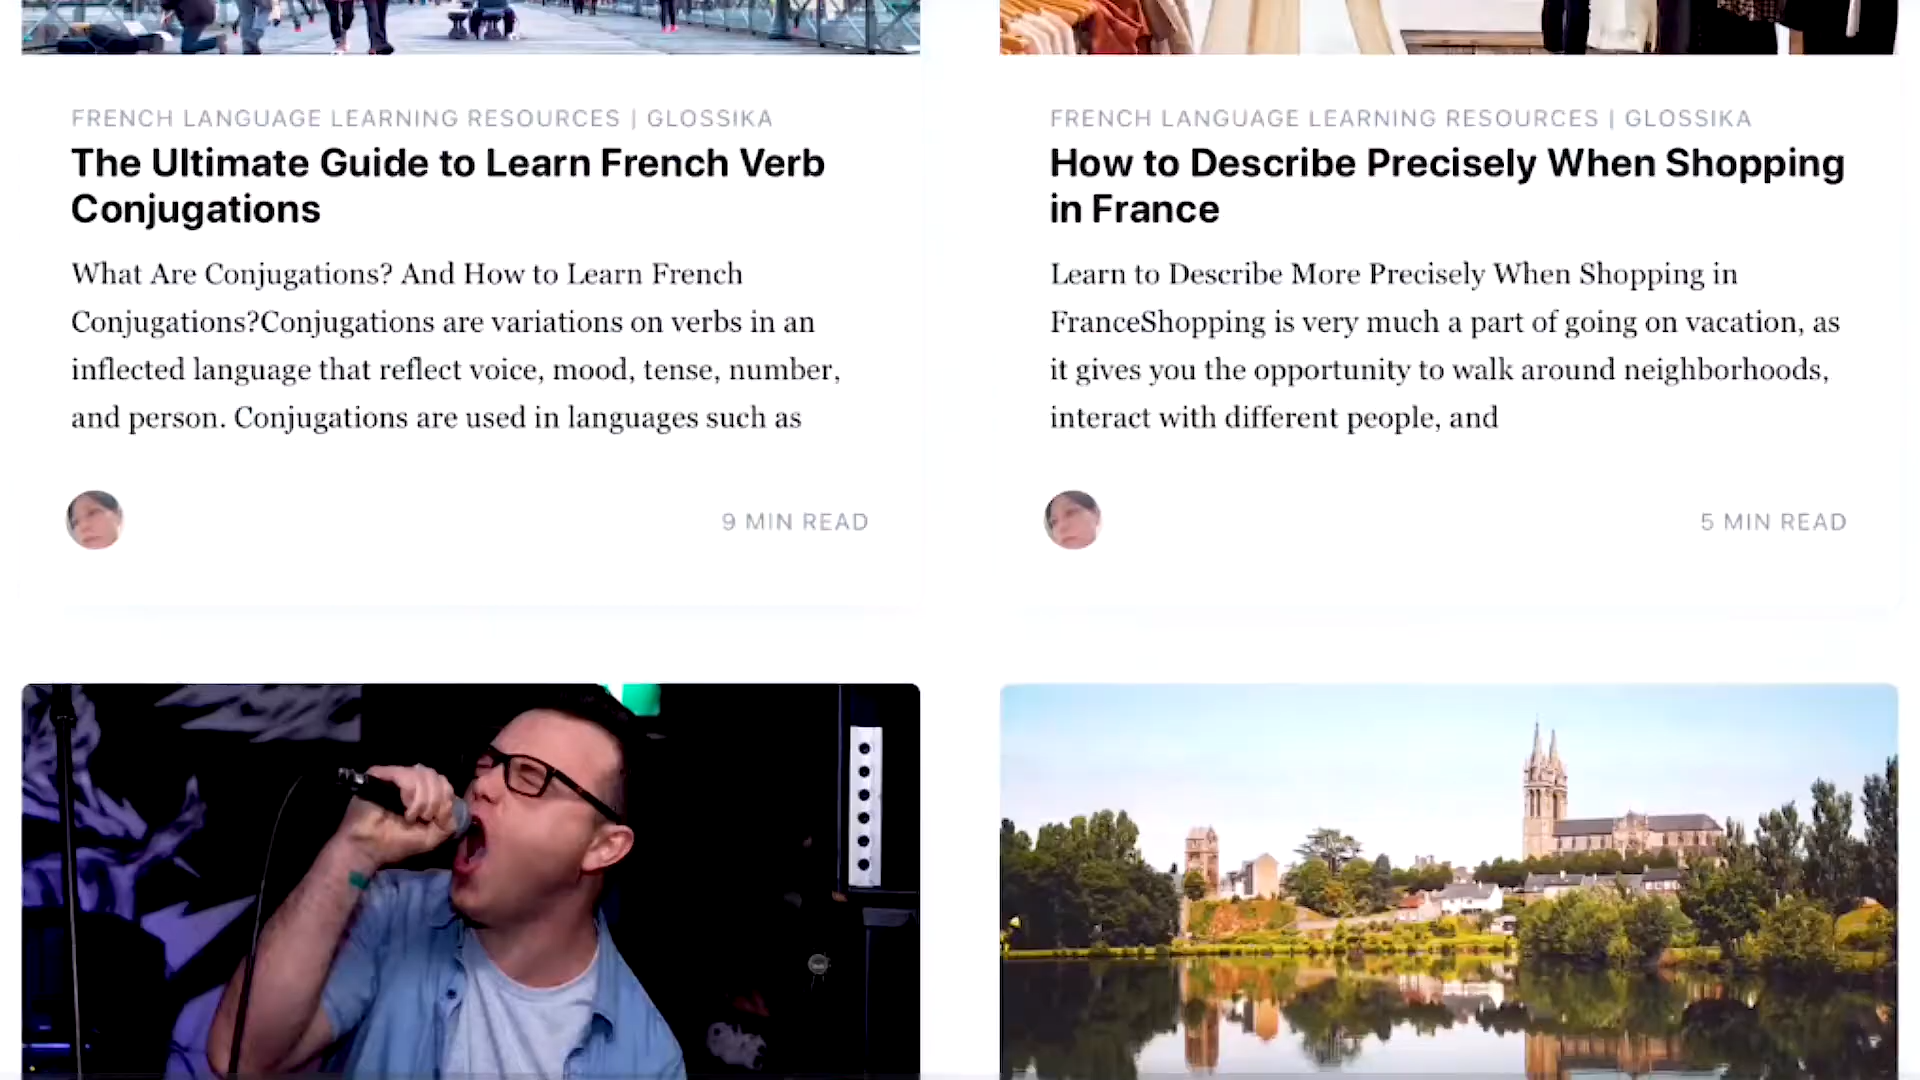 FRENCH LANGUAGE LEARNING RESOURCES | GLOSSIKA
The Ultimate Guide to Learn French Verb
Conjugations
What Are Conjugations? And How to Learn French
Conjugations?Conjugations are variations on verbs in an
inflected language that reflect voice, mood, tense, number,
and person. Conjugations are used in languages such as
9 MIN READ
FRENCH LANGUAGE LEARNING RESOURCES | GLOSSIKA
How to Describe Precisely When Shopping
in France
Learn to Describe More Precisely When Shopping in
FranceShopping is very much a part of going on vacation, as
it gives you the opportunity to walk around neighborhoods,
interact with different people, and
5 MIN READ